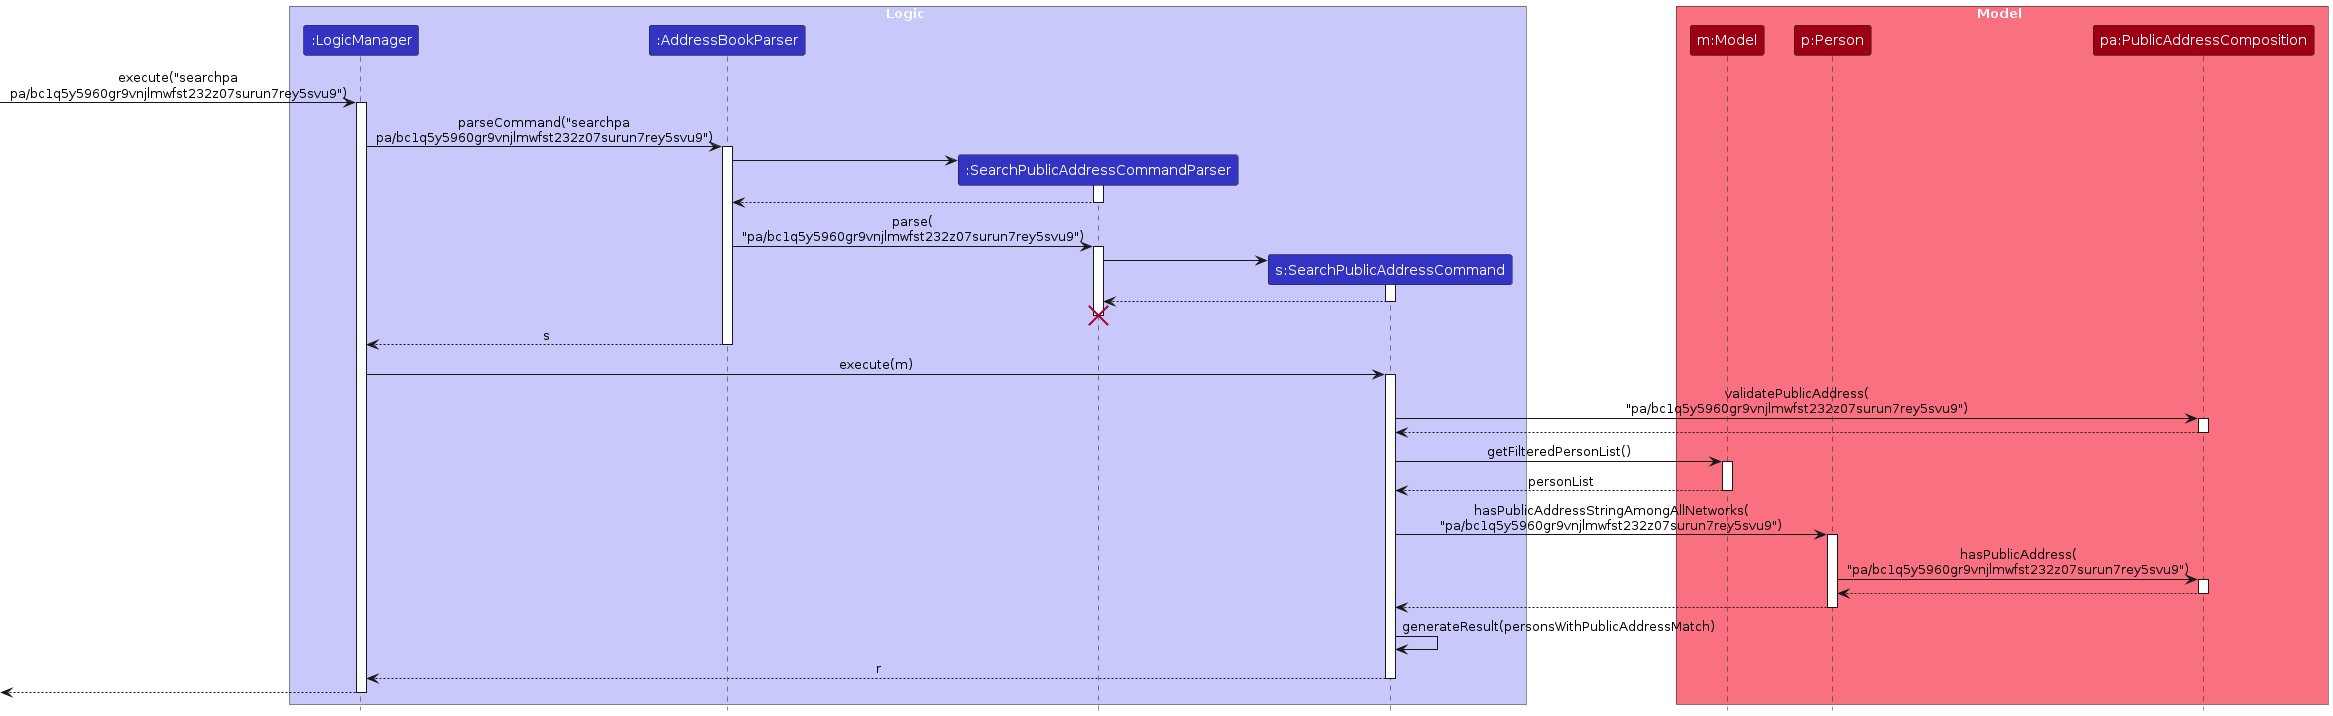 Logic
Model
:LogicManager
:AddressBookParser
m:Model
p:Person
pa:PublicAddressComposition
execute("searchpa
pa/bc1q5y5960gr9vnjlmwfst232z07surun7rey5svu9")
parseCommand("searchpa
pa/bc1q5y5960gr9vnjlmwfst232z07surun7rey5svu9")
:SearchPublicAddressCommandParser
parse(
"pa/bc1q5y5960gr9vnjlmwfst232z07surun7rey5svu9")
s:SearchPublicAddressCommand
s
execute(m)
validatePublicAddress(
"pa/bc1q5y5960gr9vnjlmwfst232z07surun7rey5svu9")
getFilteredPersonList()
personList
hasPublicAddressStringAmongAllNetworks(
"pa/bc1q5y5960gr9vnjlmwfst232z07surun7rey5svu9")
hasPublicAddress(
"pa/bc1q5y5960gr9vnjlmwfst232z07surun7rey5svu9")
generateResult(personsWithPublicAddressMatch)
r